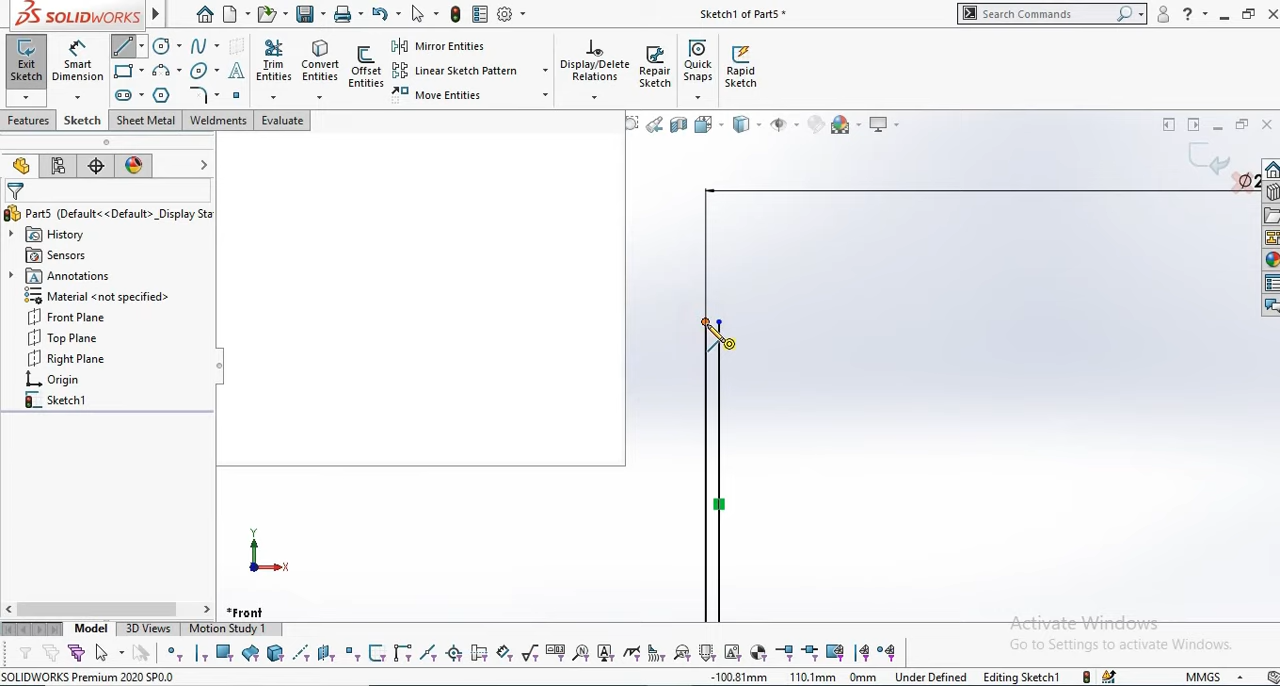 SOLIDWORKS
Sketch1 of Part5 *
Search Commands
Exit Sketch
Smart Dimension
Trim Entities
Convert Entities
Offset Entities
Mirror Entities
Linear Sketch Pattern
Move Entities
Display/Delete Relations
Repair Sketch
Quick Snaps
Rapid Sketch
Features
Sketch
Sheet Metal
Weldments
Evaluate
Ø2
Part5 (Default<<Default>_Display Sta
History
Sensors
Annotations
Material <not specified>
Front Plane
Top Plane
Right Plane
Origin
Sketch1
Y
X
*Front
Activate Windows
Go to Settings to activate Windows.
Model
3D Views
Motion Study 1
SOLIDWORKS Premium 2020 SP0.0
-100.81mm
110.1mm
0mm
Under Defined
Editing Sketch1
MMGS